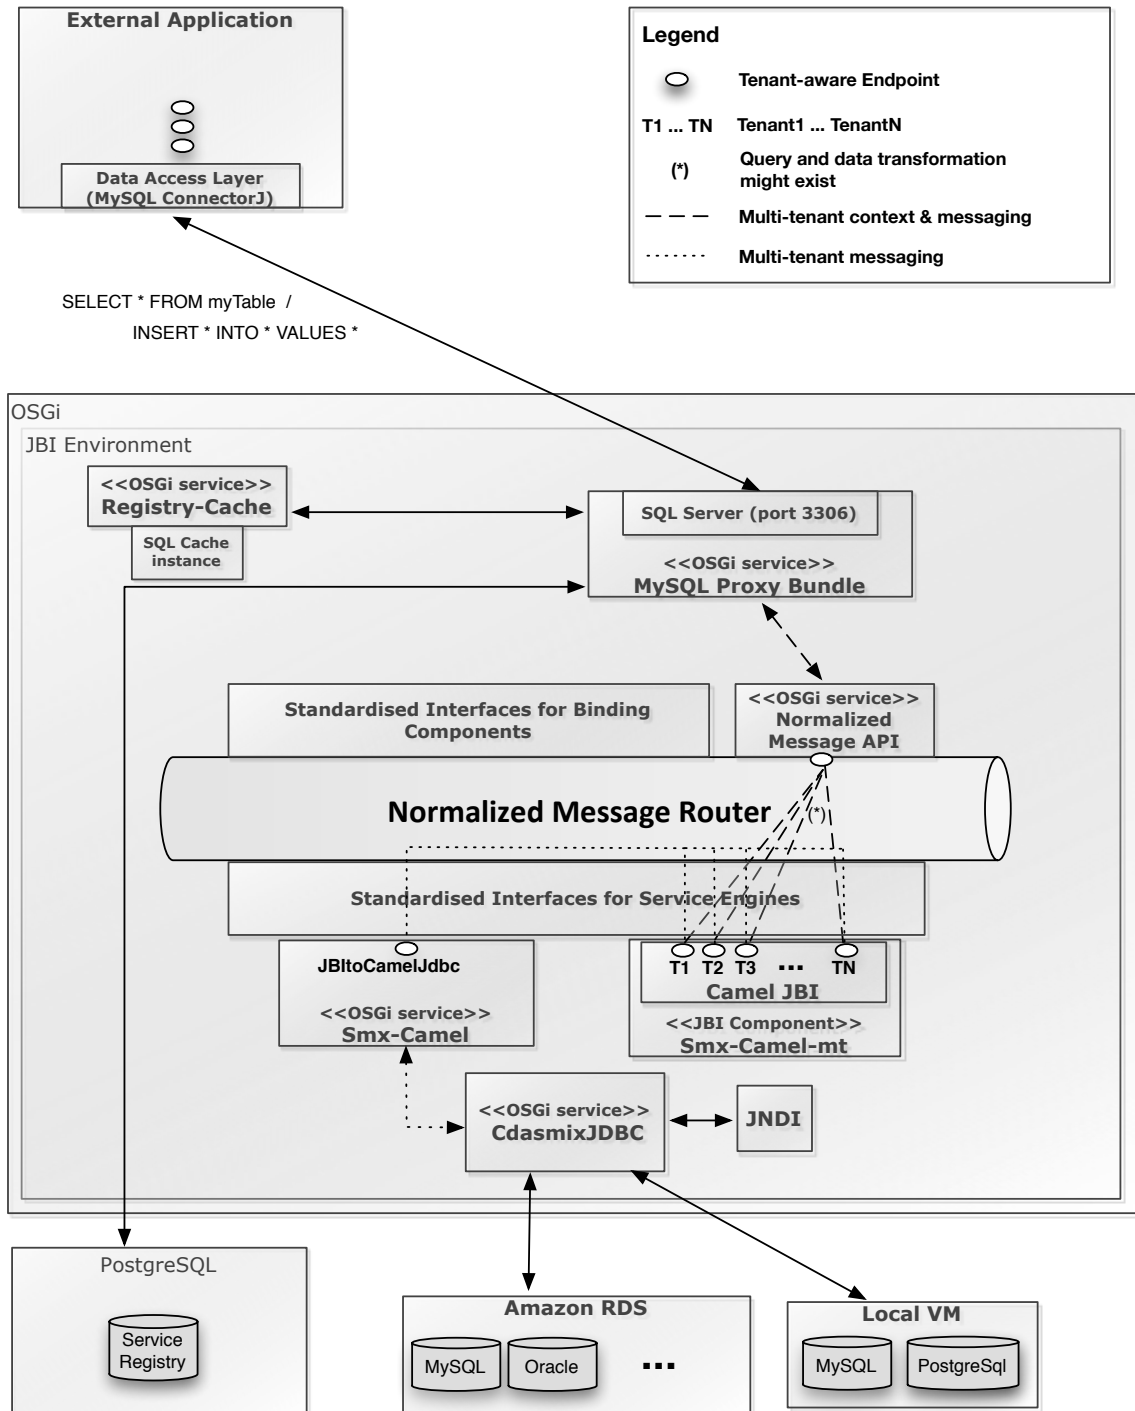 External Application
Data Access Layer
(MySQL ConnectorJ)
Legend
Tenant-aware Endpoint
T1 ... TN
Tenant1 ... TenantN
(*)
Query and data transformation
might exist
Multi-tenant context & messaging
Multi-tenant messaging
SELECT * FROM myTable /
INSERT * INTO * VALUES *
OSGi
JBI Environment
<<OSGi service>>
Registry-Cache
SQL Cache
instance
SQL Server (port 3306)
<<OSGi service>>
MySQL Proxy Bundle
Standardised Interfaces for Binding
Components
<<OSGi service>>
Normalized
Message API
Normalized Message Router
(*)
Standardised Interfaces for Service Engines
JBItoCamelJdbc
<<OSGi service>>
Smx-Camel
T1 T2 T3 ... TN
Camel JBI
<<JBI Component>>
Smx-Camel-mt
<<OSGi service>>
CdasmixJDBC
JNDI
PostgreSQL
Service
Registry
Amazon RDS
MySQL
Oracle
...
Local VM
MySQL
PostgreSql